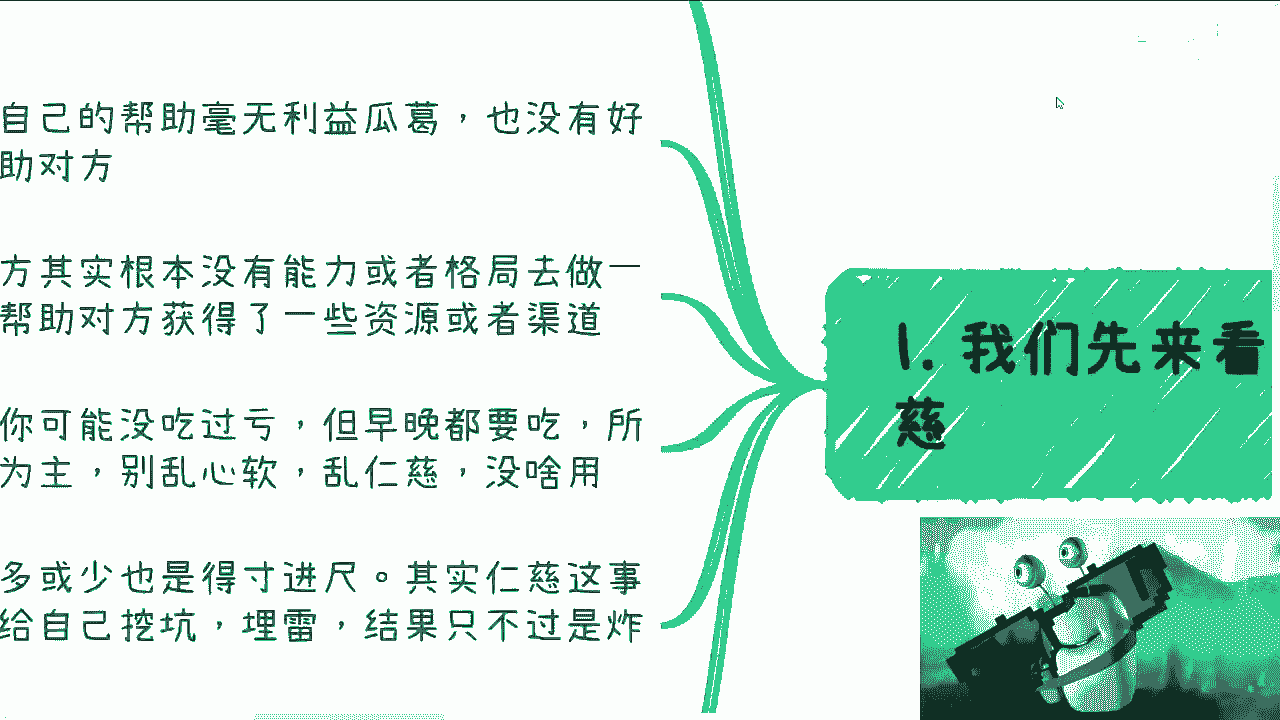 自己的帮助毫无利益瓜葛，也没有好
助对方
方其实根本没有能力或者格局去做一
帮助对方获得了一些资源或者渠道
你可能没吃过亏，但早晚都要吃，所
为主，别乱心软，乱仁慈，没啥用
多或少也是得寸进尺。其实仁慈这事
给自己挖坑，埋雷，结果只不过是炸
1. 我们先来看
慈